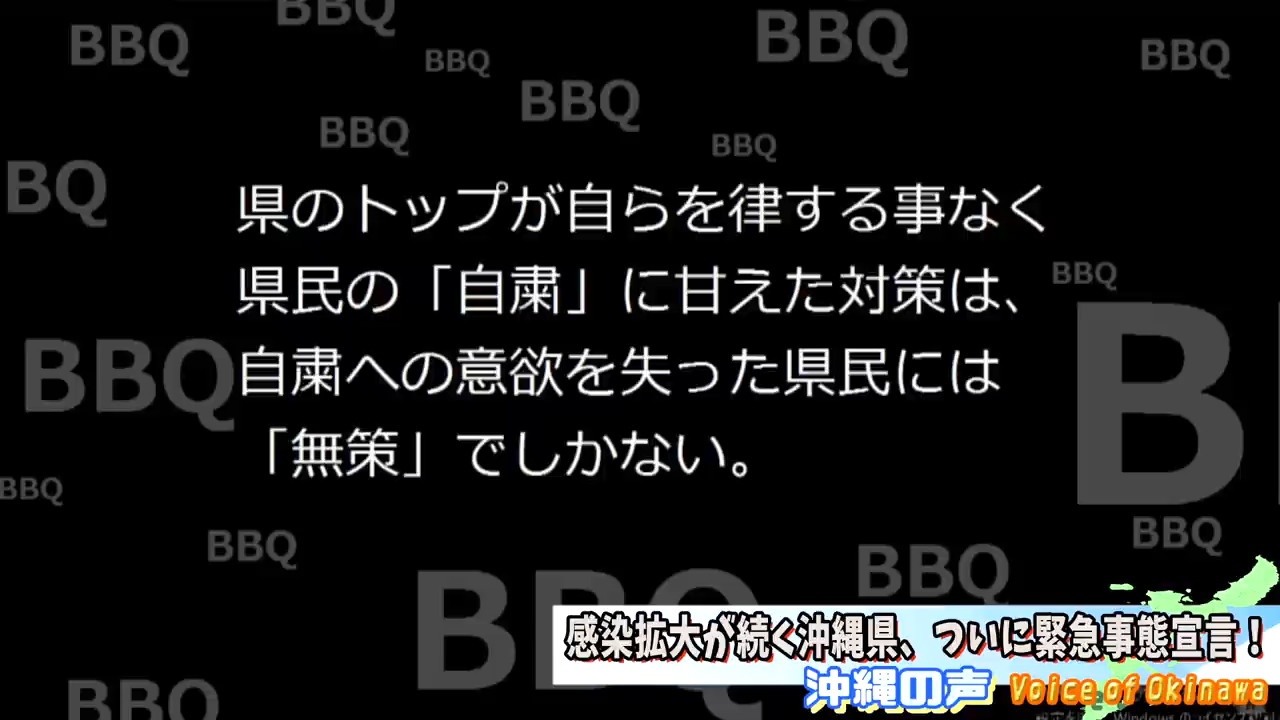 BBQ
BBQ
BBQ
BBQ
BBQ
BBQ
BBQ
BBQ
BQ
県のトップが自らを律する事なく
県民の「自粛」に甘えた対策は、
BBQ
自粛への意欲を失った県民には
BBQ
B
「無策」でしかない。
BBQ
BBQ
BBQ
BBQ
BBQ
感染拡大が続く沖縄県、ついに緊急事態宣言！
沖縄の声 Voice of Okinawa
BBQ